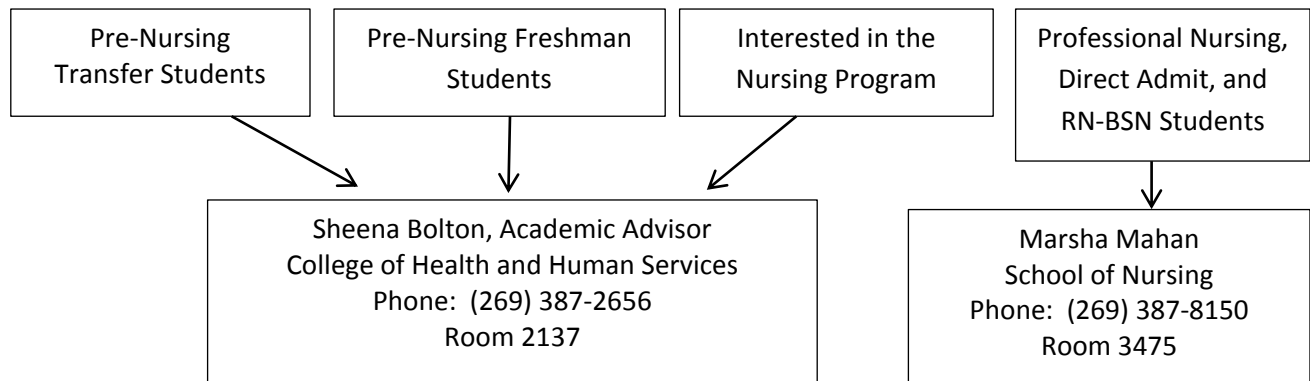 Pre-Nursing
Transfer Students
Pre-Nursing Freshman
Students
Interested in the
Nursing Program
Professional Nursing,
Direct Admit, and
RN-BSN Students
Sheena Bolton, Academic Advisor
College of Health and Human Services
Phone:  (269) 387-2656
Room 2137
Marsha Mahan
School of Nursing
Phone:  (269) 387-8150
Room 3475